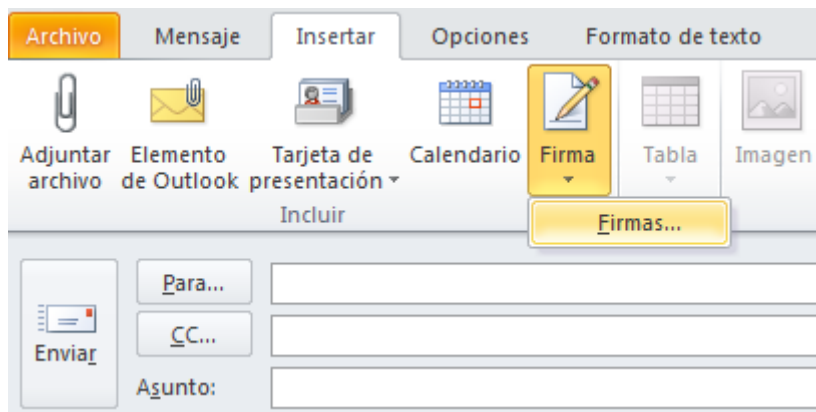 Archivo Mensaje Insertar Opciones Formato de texto
Adjuntar archivo
Elemento de Outlook
Tarjeta de presentación
Calendario
Firma
Tabla
Imagen
Incluir
Firmas...
Enviar
Para...
CC...
Asunto: